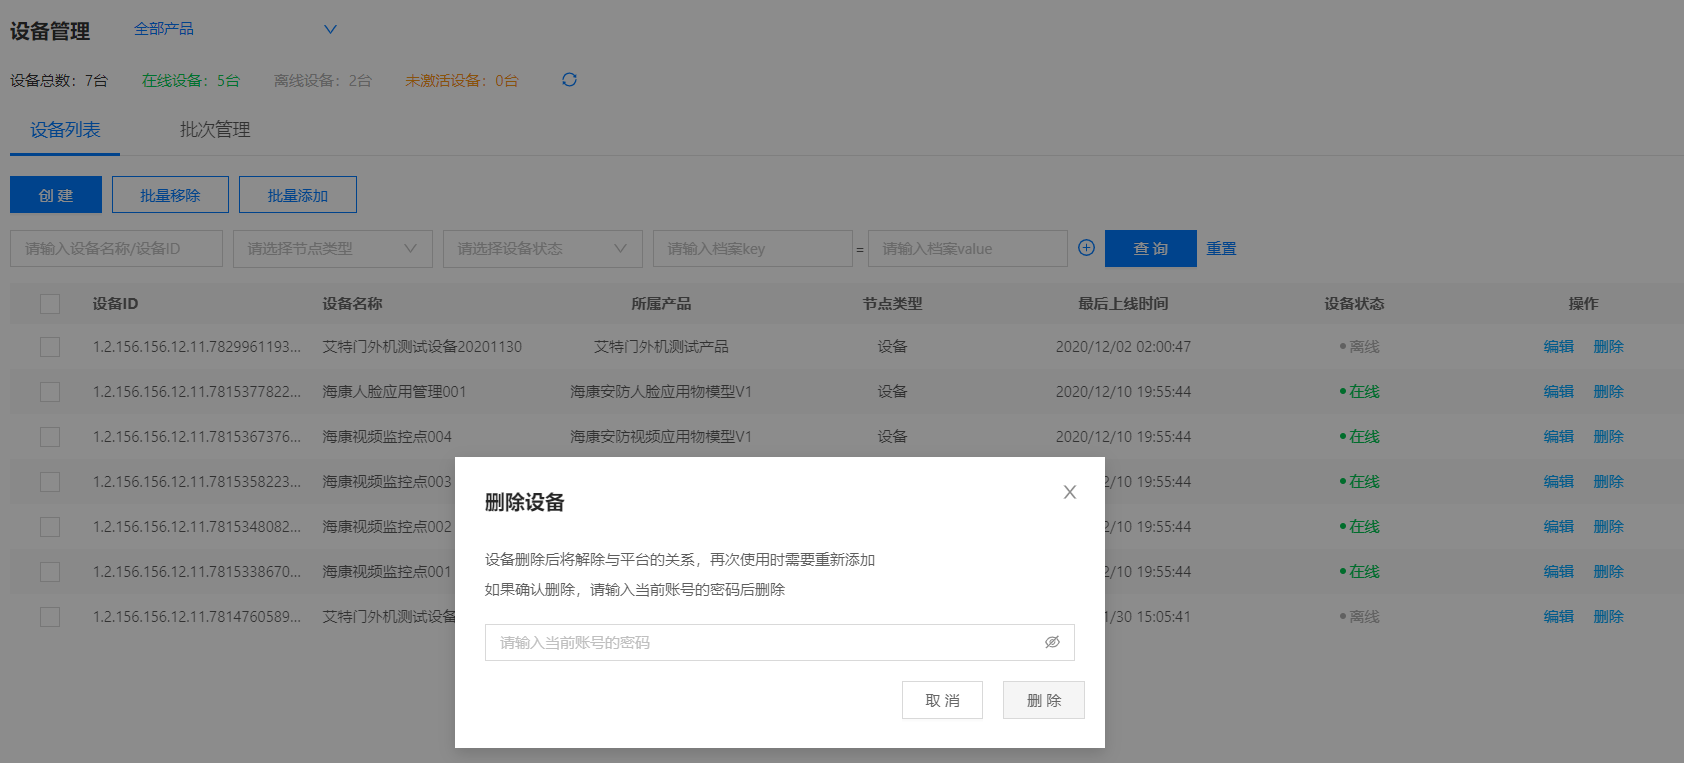 设备管理 全部产品
设备总数：7台 在线设备：5台 离线设备：2台 未激活设备：0台
设备列表 批次管理
创 建 批量移除 批量添加
请输入设备名称/设备ID 请选择节点类型 请选择设备状态 请输入档案key = 请输入档案value 查 询 重置
设备ID 设备名称 所属产品 节点类型 最后上线时间 设备状态 操作
1.2.156.156.12.11.7829961193... 艾特门外机测试设备20201130 艾特门外机测试产品 设备 2020/12/02 02:00:47 离线 编辑 删除
1.2.156.156.12.11.7815377822... 海康人脸应用管理001 海康安防人脸应用物模型V1 设备 2020/12/10 19:55:44 在线 编辑 删除
1.2.156.156.12.11.7815367376... 海康视频监控点004 海康安防视频应用物模型V1 设备 2020/12/10 19:55:44 在线 编辑 删除
1.2.156.156.12.11.7815358223... 海康视频监控点003 2/10 19:55:44 在线 编辑 删除
1.2.156.156.12.11.7815348082... 海康视频监控点002 2/10 19:55:44 在线 编辑 删除
1.2.156.156.12.11.7815338670... 海康视频监控点001 2/10 19:55:44 在线 编辑 删除
1.2.156.156.12.11.7814760589... 艾特门外机测试设备 1/30 15:05:41 离线 编辑 删除
删除设备
设备删除后将解除与平台的关系，再次使用时需要重新添加
如果确认删除，请输入当前账号的密码后删除
请输入当前账号的密码
取 消 删 除